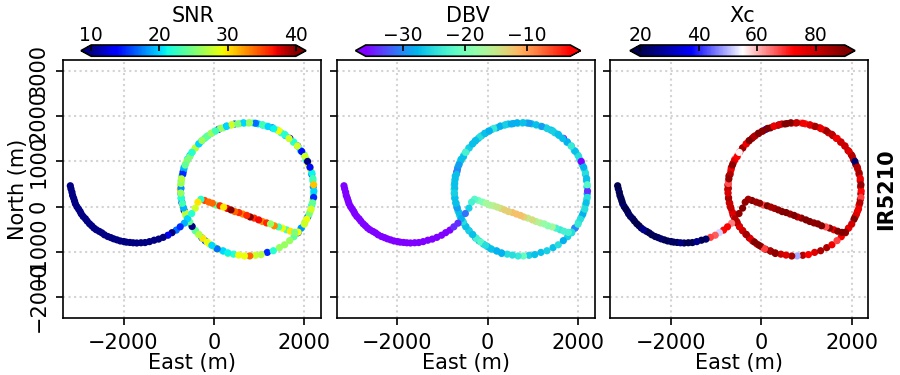 SNR DBV Xc
10 20 30 40 −30 −20 −10 20 40 60 80
3000
2000
1000
0
−1000
−2000
North (m)
IR5210
−2000 0 2000 −2000 0 2000 −2000 0 2000
East (m) East (m) East (m)